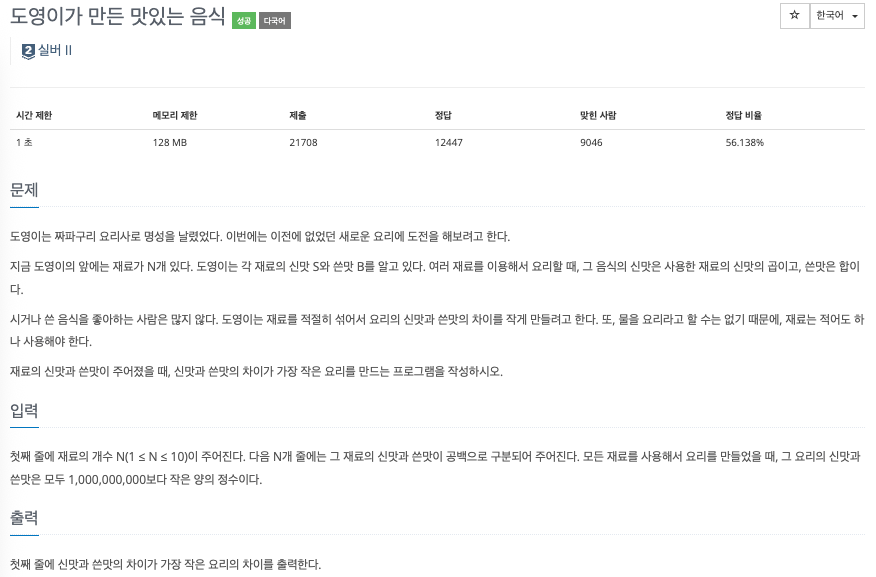 도영이가 만든 맛있는 음식 성공 다국어
☆ 한국어
2 실버 II
시간 제한 메모리 제한 제출 정답 맞힌 사람 정답 비율
1 초 128 MB 21708 12447 9046 56.138%
문제
도영이는 짜파구리 요리사로 명성을 날렸었다. 이번에는 이전에 없었던 새로운 요리에 도전을 해보려고 한다.
지금 도영이의 앞에는 재료가 N개 있다. 도영이는 각 재료의 신맛 S와 쓴맛 B를 알고 있다. 여러 재료를 이용해서 요리할 때, 그 음식의 신맛은 사용한 재료의 신맛의 곱이고, 쓴맛은 합이
다.
시거나 쓴 음식을 좋아하는 사람은 많지 않다. 도영이는 재료를 적절히 섞어서 요리의 신맛과 쓴맛의 차이를 작게 만들려고 한다. 또, 물을 요리라고 할 수는 없기 때문에, 재료는 적어도 하
나 사용해야 한다.
재료의 신맛과 쓴맛이 주어졌을 때, 신맛과 쓴맛의 차이가 가장 작은 요리를 만드는 프로그램을 작성하시오.
입력
첫째 줄에 재료의 개수 N(1 ≤ N ≤ 10)이 주어진다. 다음 N개 줄에는 그 재료의 신맛과 쓴맛이 공백으로 구분되어 주어진다. 모든 재료를 사용해서 요리를 만들었을 때, 그 요리의 신맛과
쓴맛은 모두 1,000,000,000보다 작은 양의 정수이다.
출력
첫째 줄에 신맛과 쓴맛의 차이가 가장 작은 요리의 차이를 출력한다.